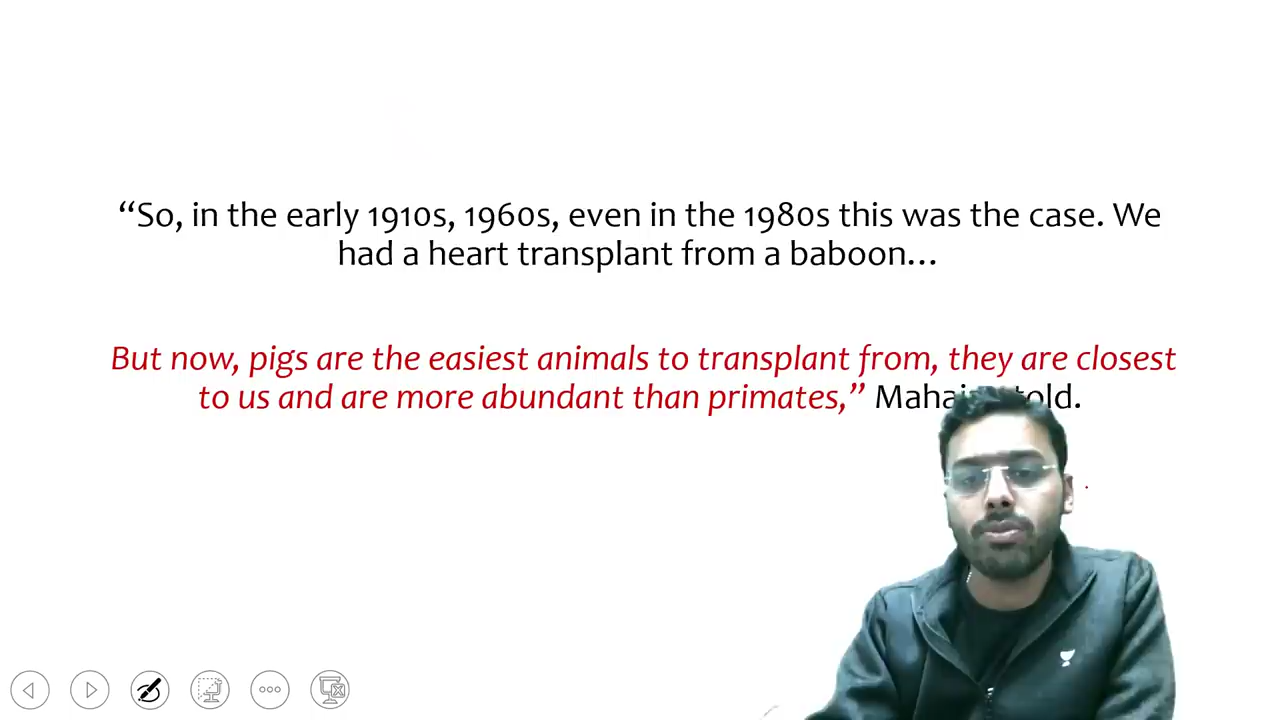 “So, in the early 1910s, 1960s, even in the 1980s this was the case. We
had a heart transplant from a baboon…
But now, pigs are the easiest animals to transplant from, they are closest
to us and are more abundant than primates,” told.